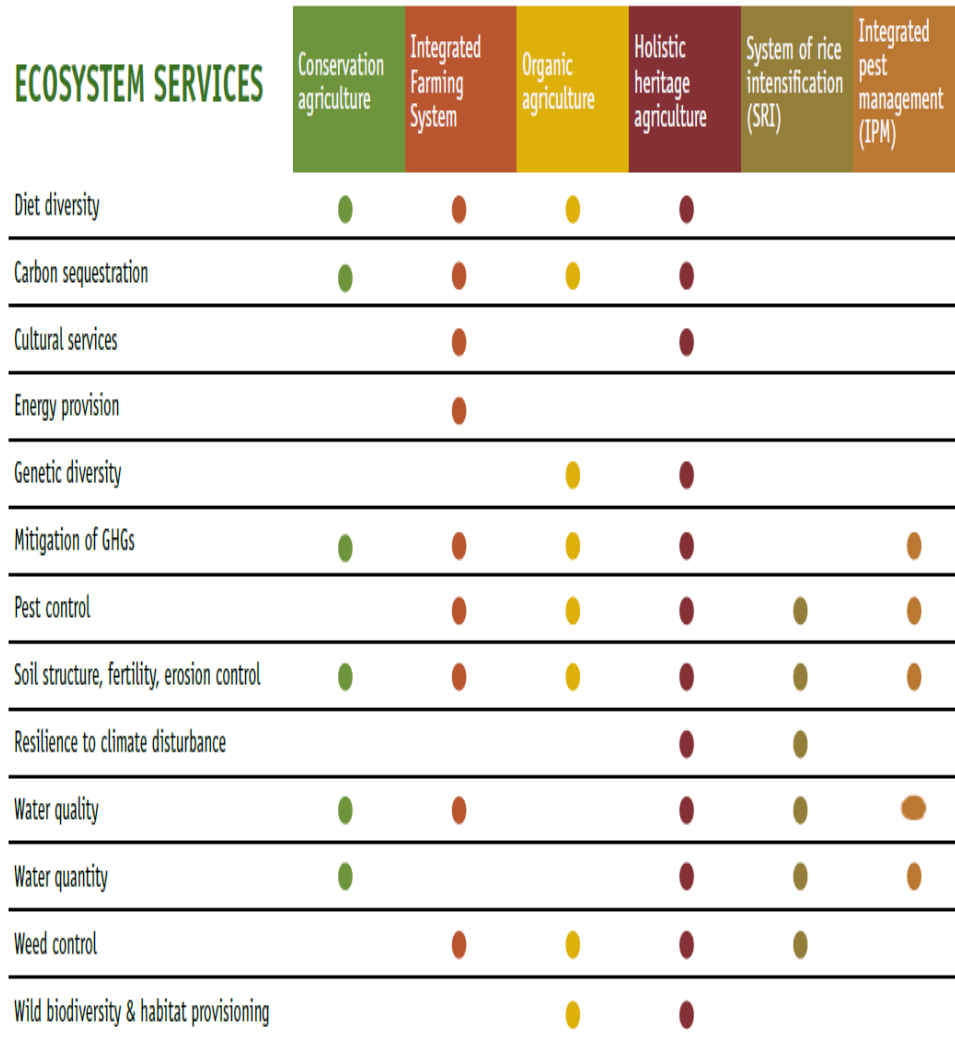 ECOSYSTEM SERVICES
Conservation
agriculture
Integrated
Farming
System
Organic
agriculture
Holistic
heritage
agriculture
System of rice
intensification
(SRI)
Integrated
pest
management
(IPM)
Diet diversity
Carbon sequestration
Cultural services
Energy provision
Genetic diversity
Mitigation of GHGs
Pest control
Soil structure, fertility, erosion control
Resilience to climate disturbance
Water quality
Water quantity
Weed control
Wild biodiversity & habitat provisioning